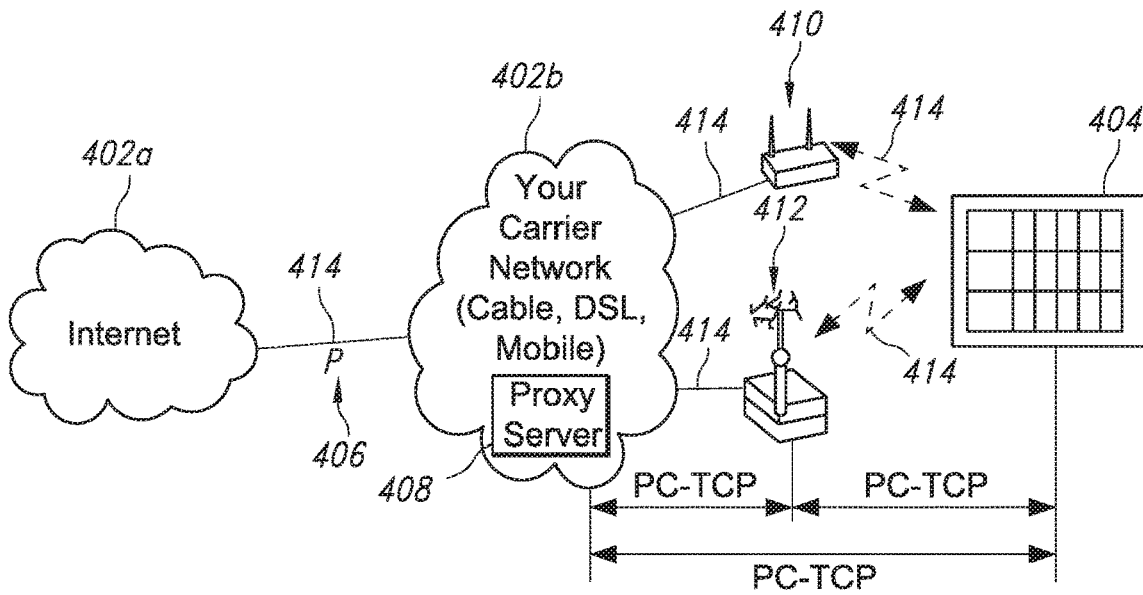 410
402b
414
414
404
402a
Your
Carrier
Network
(Cable, DSL,
Mobile)
412
414
Internet
P
414
414
Proxy
Server
406
408
PC-TCP
PC-TCP
PC-TCP